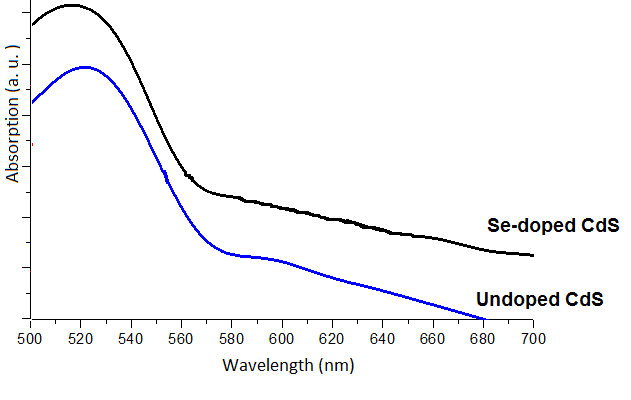 Absorption (a. u. )
Se-doped CdS
Undoped CdS
500 520 540 560 580 600 620 640 660 680 700
Wavelength (nm)